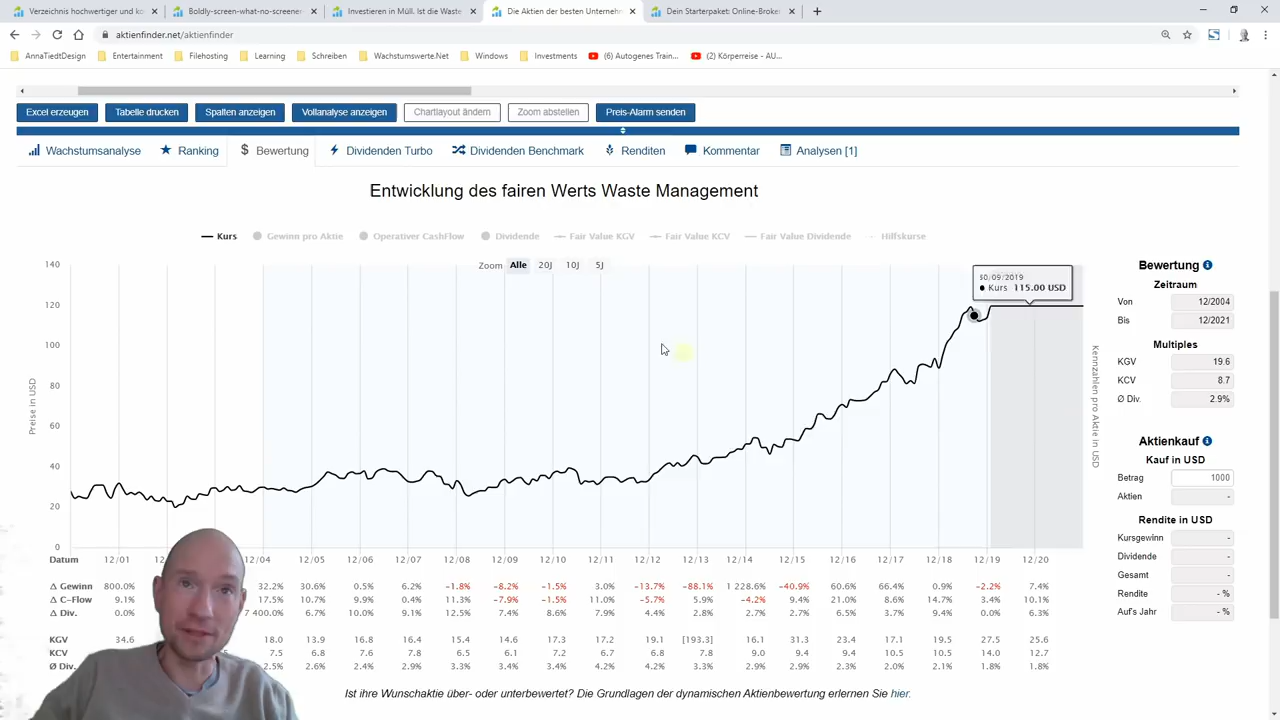 Verzeichnis hochwertiger und ko
Boldly-screen-what-no-screener-
Investieren in Müll. Ist die Waste
Die Aktien der besten Unternehm
Dein Starterpaket: Online-Broker
aktienfinder.net/aktienfinder
AnnaTiedtDesign Entertainment Filehosting Learning Schreiben Wachstumswerte.Net Windows Investments (6) Autogenes Train... (2) Körperreise - AU...
Excel erzeugen Tabelle drucken Spalten anzeigen Vollanalyse anzeigen Chartlayout ändern Zoom abstellen Preis-Alarm senden
Wachstumsanalyse Ranking Bewertung Dividenden Turbo Dividenden Benchmark Renditen Kommentar Analysen [1]
Entwicklung des fairen Werts Waste Management
Kurs Gewinn pro Aktie Operativer CashFlow Dividende Fair Value KGV Fair Value KCV Fair Value Dividende Hilfskurse
Zoom Alle 20J 10J 5J
30/09/2019
Kurs 115.00 USD
140
120
100
80
60
40
20
0
Preise in USD
Kennzahlen pro Aktie in USD
Datum 12/01 12/04 12/05 12/06 12/07 12/08 12/09 12/10 12/11 12/12 12/13 12/14 12/15 12/16 12/17 12/18 12/19 12/20
Δ Gewinn 800.0% 32.2% 30.6% 0.5% 6.2% -1.8% -8.2% -1.5% 3.0% -13.7% -88.1% 1 228.6% -40.9% 60.6% 66.4% 0.9% -2.2% 7.4%
Δ C-Flow 9.1% 17.5% 10.7% 9.9% 0.4% 11.3% -7.9% -1.5% 11.0% -5.7% 5.9% -4.2% 9.4% 21.0% 8.6% 14.7% 3.4% 10.1%
Δ Div. 0.0% 7 400.0% 6.7% 10.0% 9.1% 12.5% 7.4% 8.6% 7.9% 4.4% 2.8% 2.7% 2.7% 6.5% 3.7% 9.4% 0.0% 6.3%
KGV 34.6 18.0 13.9 16.8 16.4 15.4 14.6 17.3 17.2 19.1 [193.3] 16.1 31.3 23.4 17.1 19.5 27.5 25.6
KCV 7.5 6.8 7.6 7.8 6.5 6.1 7.2 6.7 6.8 7.8 9.0 9.4 9.4 10.5 10.5 14.0 12.7
Ø Div. 2.5% 2.6% 2.4% 2.9% 3.3% 3.4% 3.4% 4.2% 4.2% 3.3% 2.9% 2.9% 2.3% 2.0% 2.1% 1.8% 1.8%
Ist ihre Wunschaktie über- oder unterbewertet? Die Grundlagen der dynamischen Aktienbewertung erlernen Sie hier.
Bewertung
Zeitraum
Von 12/2004
Bis 12/2021
Multiples
KGV 19.6
KCV 8.7
Ø Div. 2.9%
Aktienkauf
Kauf in USD
Betrag 1000
Aktien -
Rendite in USD
Kursgewinn -
Dividende -
Gesamt -
Rendite - %
Auf's Jahr - %